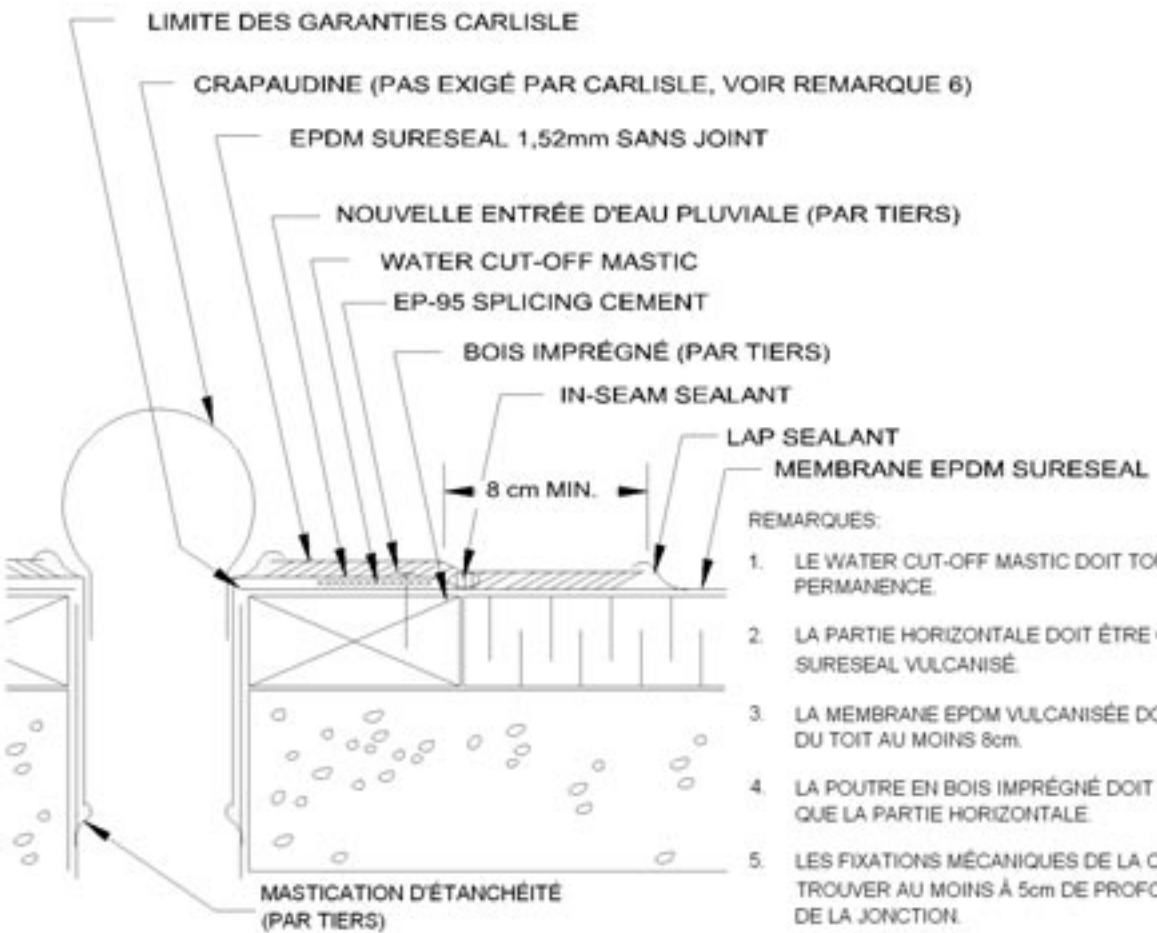 LIMITE DES GARANTIES CARLISLE
CRAPAUDINE (PAS EXIGÉ PAR CARLISLE, VOIR REMARQUE 6)
EPDM SURESEAL 1,52mm SANS JOINT
NOUVELLE ENTRÉE D'EAU PLUVIALE (PAR TIERS)
WATER CUT-OFF MASTIC
EP-95 SPLICING CEMENT
BOIS IMPRÉGNÉ (PAR TIERS)
IN-SEAM SEALANT
LAP SEALANT
MEMBRANE EPDM SURESEAL
8 cm MIN.
REMARQUES:
1. LE WATER CUT-OFF MASTIC DOIT
PERMANENCE.
2. LA PARTIE HORIZONTALE DOIT ÊTRE
SURESEAL VULCANISÉ.
3. LA MEMBRANE EPDM VULCANISÉE
DU TOIT AU MOINS 8cm.
4. LA POUTRE EN BOIS IMPRÉGNÉ DOIT
QUE LA PARTIE HORIZONTALE.
5. LES FIXATIONS MÉCANIQUES DE LA
TROUVER AU MOINS À 5cm DE
DE LA JONCTION.
MASTICATION D'ÉTANCHÉITÉ
(PAR TIERS)